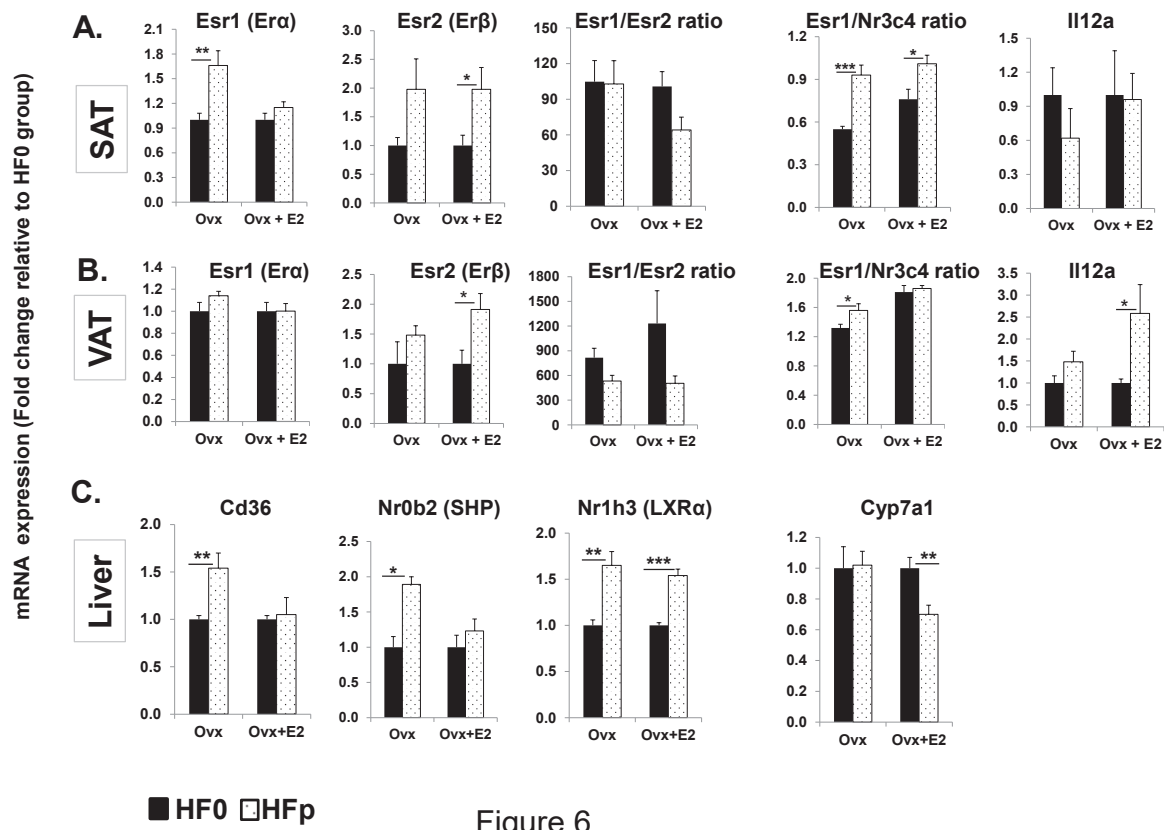 mRNA expression (Fold change relative to HF0 group)
A.
SAT
Esr1 (Erα)
2.1
1.8
1.5
1.2
0.9
0.6
0.3
0.0
**
Ovx Ovx + E2
Esr2 (Erβ)
3.0
2.5
2.0
1.5
1.0
0.5
0.0
*
Ovx Ovx + E2
Esr1/Esr2 ratio
150
120
90
60
30
0
Ovx Ovx + E2
Esr1/Nr3c4 ratio
1.2
0.9
0.6
0.3
0.0
***
*
Ovx Ovx + E2
Il12a
1.5
1.2
0.9
0.6
0.3
0.0
Ovx Ovx + E2
B.
VAT
Esr1 (Erα)
1.4
1.2
1.0
0.8
0.6
0.4
0.2
0.0
Ovx Ovx + E2
Esr2 (Erβ)
2.5
2.0
1.5
1.0
0.5
0.0
*
Ovx Ovx + E2
Esr1/Esr2 ratio
1800
1500
1200
900
600
300
0
Ovx Ovx + E2
Esr1/Nr3c4 ratio
2.0
1.6
1.2
0.8
0.4
0.0
*
Ovx Ovx + E2
Il12a
3.5
3.0
2.5
2.0
1.5
1.0
0.5
0.0
*
Ovx Ovx + E2
C.
Liver
Cd36
2.0
1.5
1.0
0.5
0.0
**
Ovx Ovx+E2
Nr0b2 (SHP)
2.5
2.0
1.5
1.0
0.5
0.0
*
Ovx Ovx+E2
Nr1h3 (LXRα)
2.0
1.5
1.0
0.5
0.0
**
***
Ovx Ovx+E2
Cyp7a1
1.2
1.0
0.8
0.6
0.4
0.2
0.0
**
Ovx Ovx+E2
HF0 HFp
Figure 6